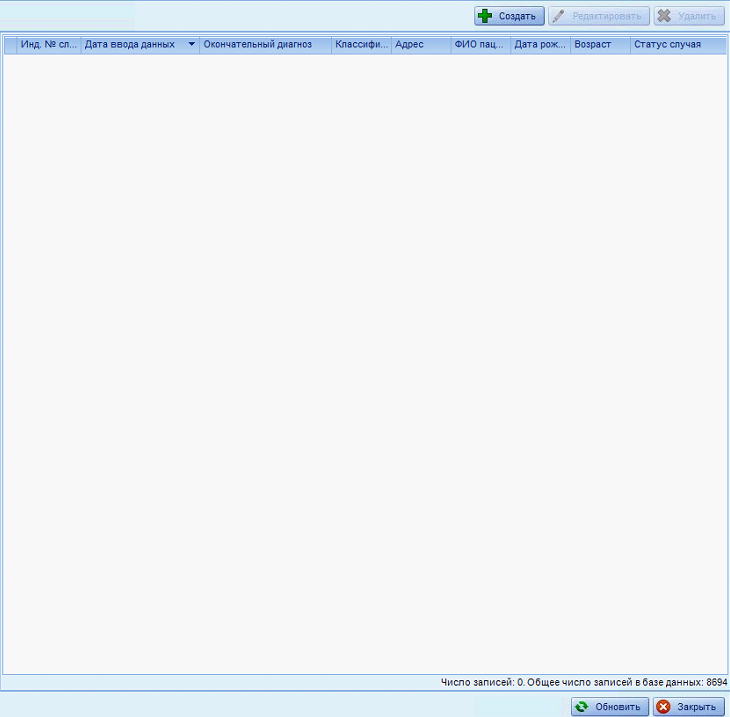 Создать Редактировать Удалить
Инд. № сл... Дата ввода данных Окончательный диагноз Классифи... Адрес ФИО пац... Дата рож... Возраст Статус случая
Число записей: 0. Общее число записей в базе данных: 8694
Обновить Закрыть